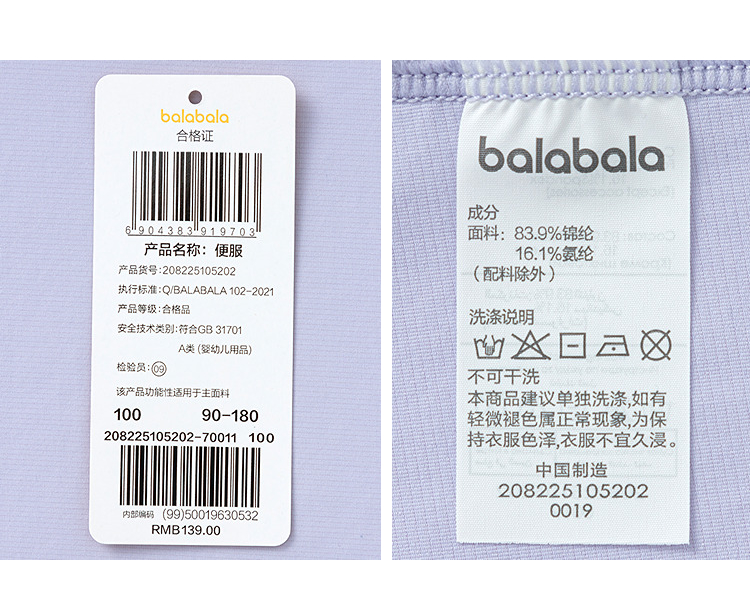 balabala
合格证
6904383919703
产品名称：便服
产品货号：208225105202
执行标准：Q/BALABALA 102-2021
产品等级：合格品
安全技术类别：符合GB 31701
A类 (婴幼儿用品)
检验员：09
该产品功能性适用于主面料
100 90-180
208225105202-70011 100
内部编码 (99)50019630532
RMB139.00
balabala
成分
面料：83.9%锦纶
16.1%氨纶
（配料除外）
洗涤说明
不可干洗
本商品建议单独洗涤,如有
轻微褪色属正常现象,为保
持衣服色泽,衣服不宜久浸。
中国制造
208225105202
0019